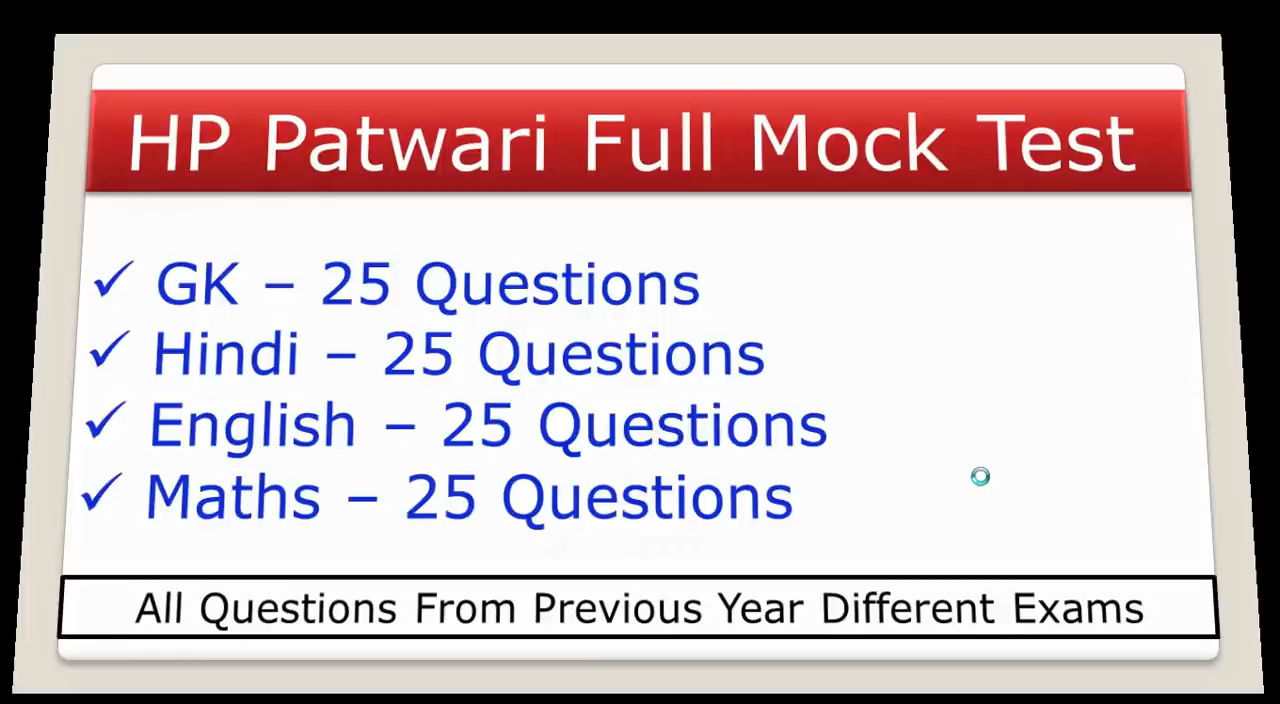 HP Patwari Full Mock Test
✓ GK – 25 Questions
✓ Hindi – 25 Questions
✓ English – 25 Questions
✓ Maths – 25 Questions
All Questions From Previous Year Different Exams